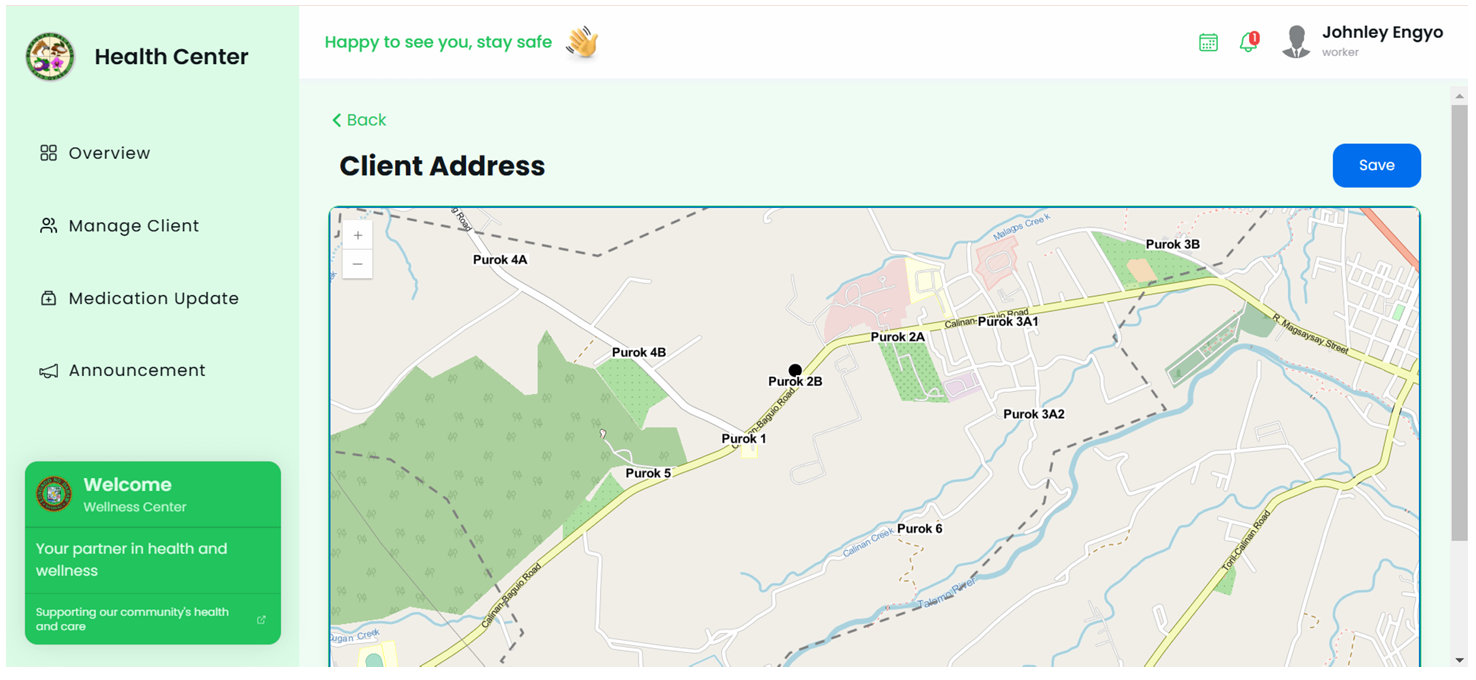 Health Center
Happy to see you, stay safe
1
Johnley Engyo
worker
Overview
Manage Client
Medication Update
Announcement
Welcome
Wellness Center
Your partner in health and
wellness
Supporting our community's health
and care
Back
Client Address
Save
+
−
Road
Purok 4A
Malagos Creek
Purok 3B
Calinan-
Road
Purok 3A1
R. Magsaysay Street
Purok 2A
Purok 4B
Purok 2B
-Baguio Road
Purok 3A2
Purok 1
Purok 5
Purok 6
Calinan Creek
Toril-Calinan Road
Calinan-Baguio Road
Talomo River
Creek